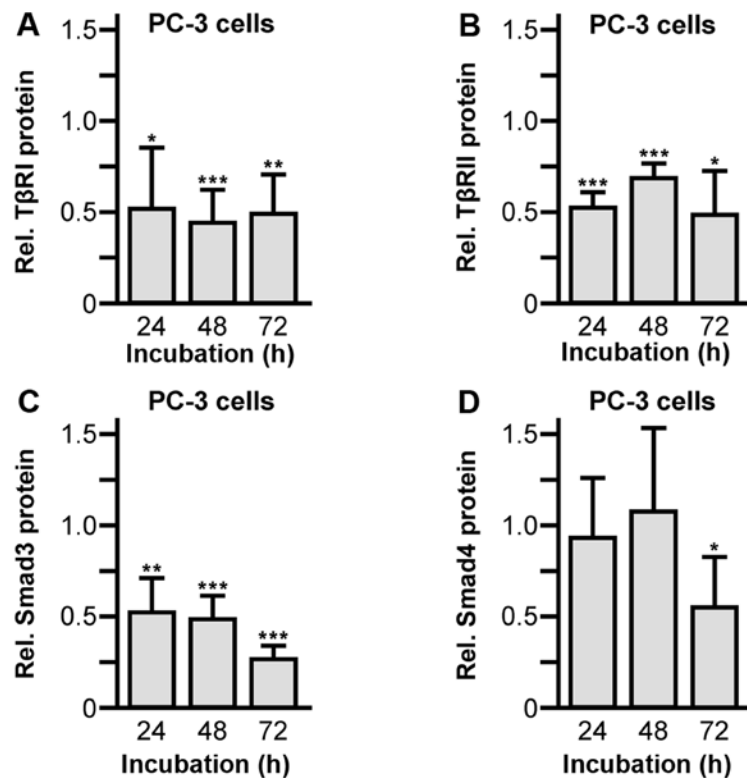 A PC-3 cells
Rel. TβRI protein
1.5
1.0
0.5
0
*
***
**
24 48 72
Incubation (h)
B PC-3 cells
Rel. TβRII protein
1.5
1.0
0.5
0
***
***
*
24 48 72
Incubation (h)
C PC-3 cells
Rel. Smad3 protein
1.5
1.0
0.5
0
**
***
***
24 48 72
Incubation (h)
D PC-3 cells
Rel. Smad4 protein
1.5
1.0
0.5
0
*
24 48 72
Incubation (h)